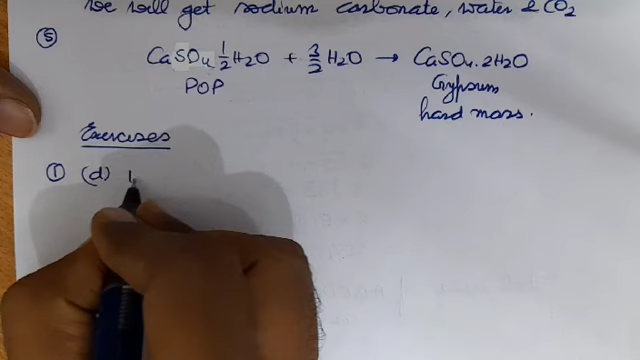 we will get sodium carbonate, water & CO₂
⑤
CaSO₄ ½H₂O + 3/2 H₂O → CaSO₄.2H₂O
POP Gypsum
hard mass.
Exercises
① (d) 1